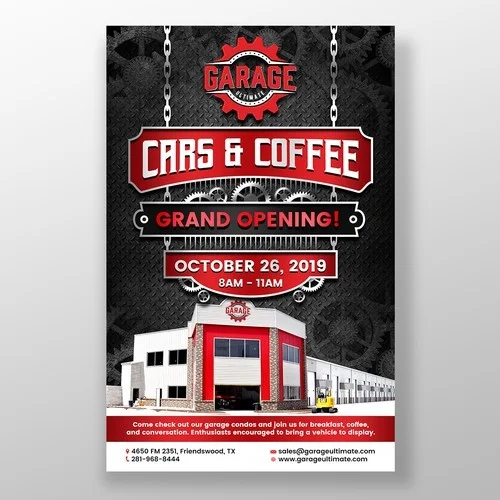 GARAGE
ULTIMATE
CARS & COFFEE
GRAND OPENING!
OCTOBER 26, 2019
8AM - 11AM
GARAGE
Come check out our garage condos and join us for breakfast, coffee,
and conversation. Enthusiasts encouraged to bring a vehicle to display.
4650 FM 2351, Friendswood, TX
281-968-8444
sales@garageultimate.com
www.garageultimate.com